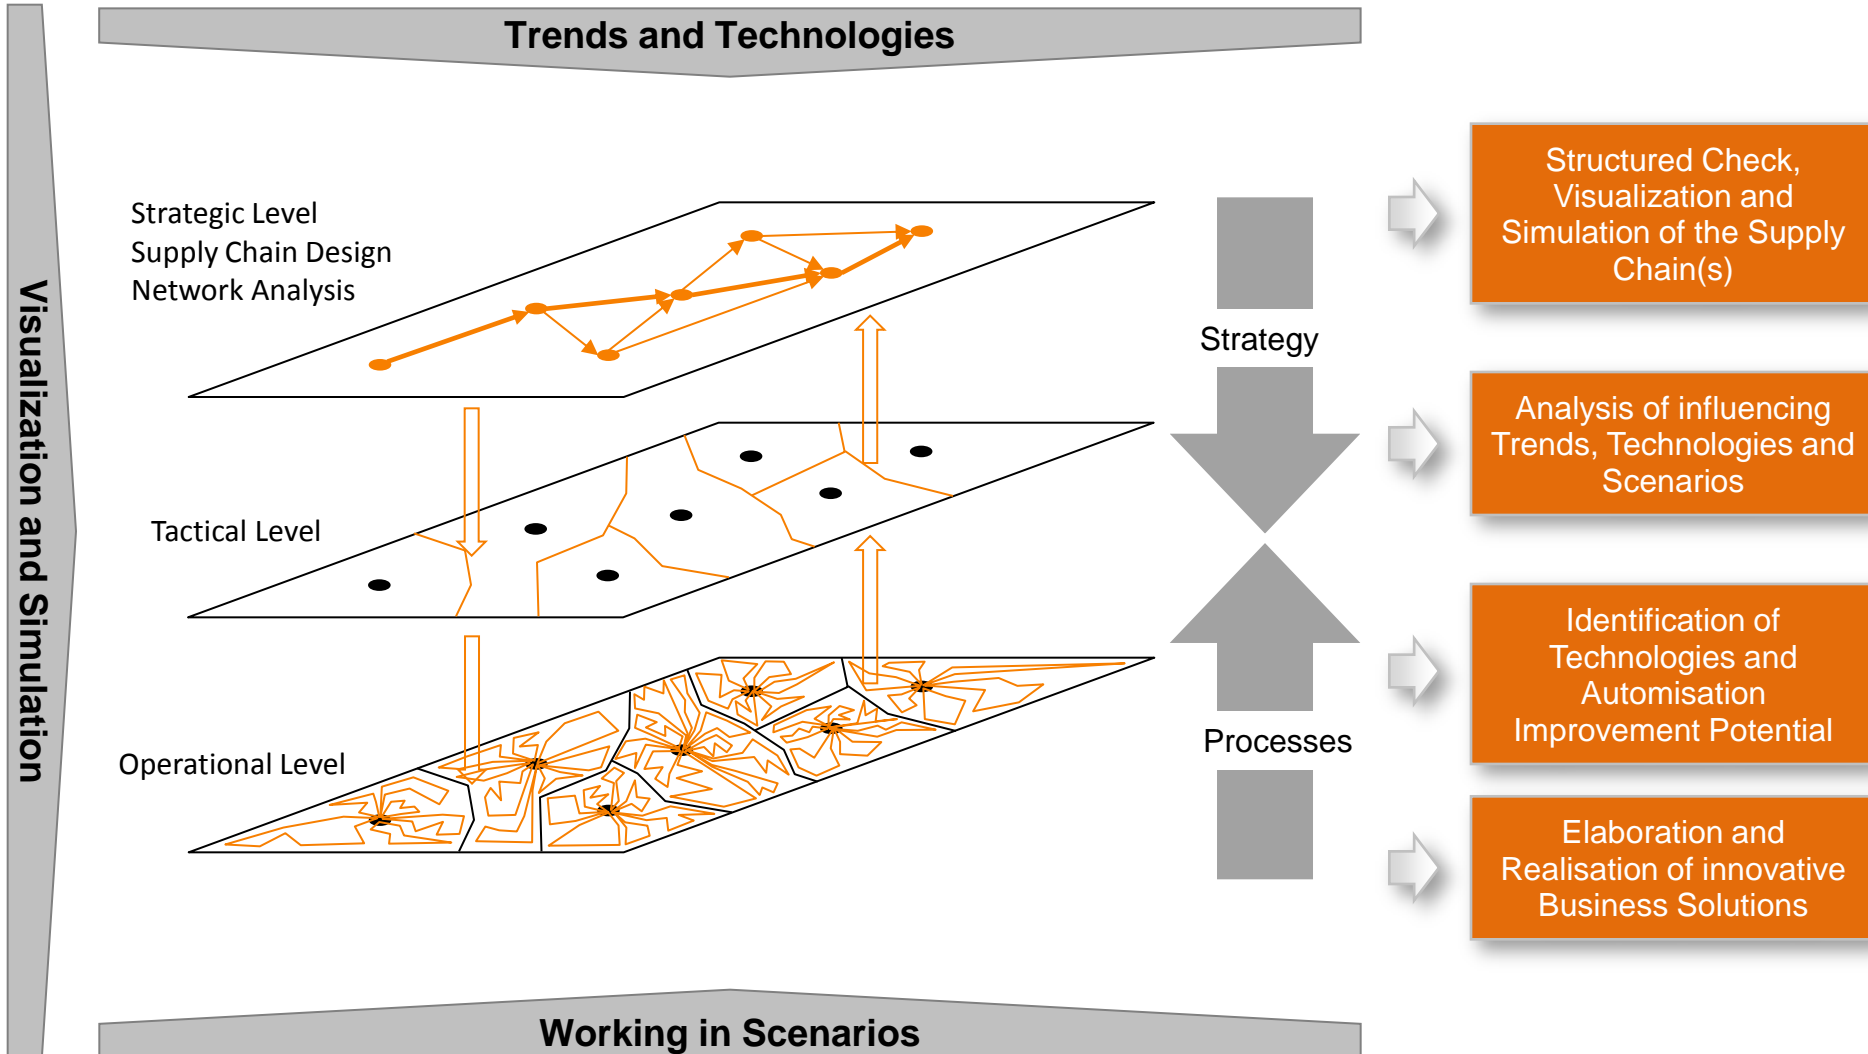 Trends and Technologies
Visualization and Simulation
Strategic Level
Supply Chain Design
Network Analysis
Tactical Level
Operational Level
Strategy
Processes
Structured Check,
Visualization and
Simulation of the Supply
Chain(s)
Analysis of influencing
Trends, Technologies and
Scenarios
Identification of
Technologies and
Automisation
Improvement Potential
Elaboration and
Realisation of innovative
Business Solutions
Working in Scenarios